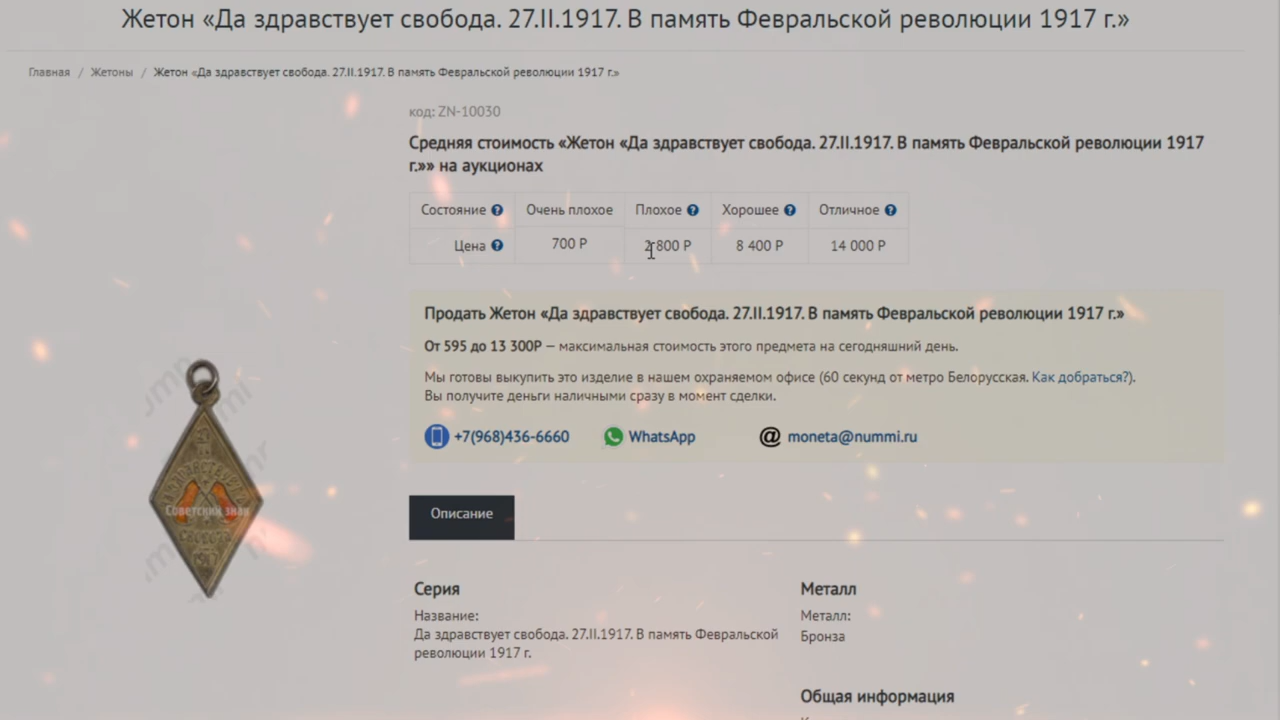 Жетон «Да здравствует свобода. 27.II.1917. В память Февральской революции 1917 г.»
Главная / Жетоны / Жетон «Да здравствует свобода. 27.II.1917. В память Февральской революции 1917 г.»
код: ZN-10030
Средняя стоимость «Жетон «Да здравствует свобода. 27.II.1917. В память Февральской революции 1917
г.»» на аукционах
Состояние Очень плохое Плохое Хорошее Отличное
Цена 700 Р 2 800 Р 8 400 Р 14 000 Р
Продать Жетон «Да здравствует свобода. 27.II.1917. В память Февральской революции 1917 г.»
От 595 до 13 300Р — максимальная стоимость этого предмета на сегодняшний день.
Мы готовы выкупить это изделие в нашем охраняемом офисе (60 секунд от метро Белорусская. Как добраться?).
Вы получите деньги наличными сразу в момент сделки.
+7(968)436-6660 WhatsApp @ moneta@nummi.ru
Советский знак
Описание
Серия
Название:
Да здравствует свобода. 27.II.1917. В память Февральской
революции 1917 г.
Металл
Металл:
Бронза
Общая информация